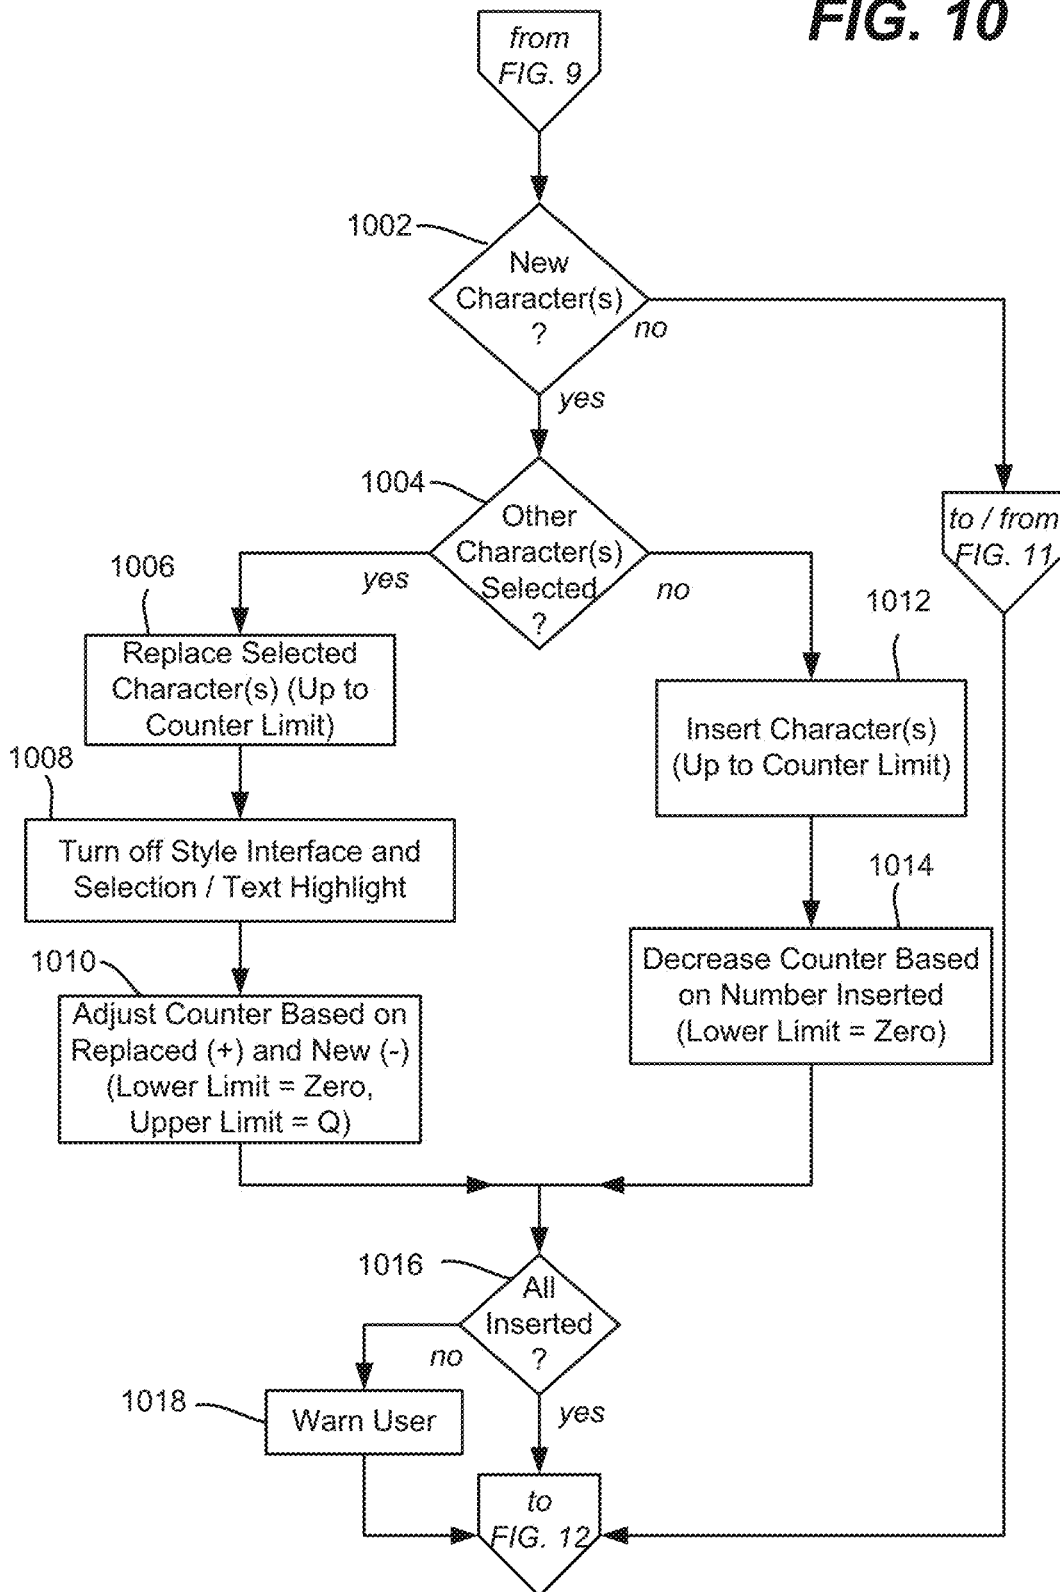 FIG. 10
from
FIG. 9
1002
New
Character(s)
?
no
yes
1004
Other
Character(s)
Selected
?
yes
no
to / from
FIG. 11
1006
Replace Selected
Character(s) (Up to
Counter Limit)
1012
Insert Character(s)
(Up to Counter Limit)
1008
Turn off Style Interface and
Selection / Text Highlight
1014
Decrease Counter Based
on Number Inserted
(Lower Limit = Zero)
1010
Adjust Counter Based on
Replaced (+) and New (-)
(Lower Limit = Zero,
Upper Limit = Q)
1016
All
Inserted
?
no
yes
1018
Warn User
to
FIG. 12